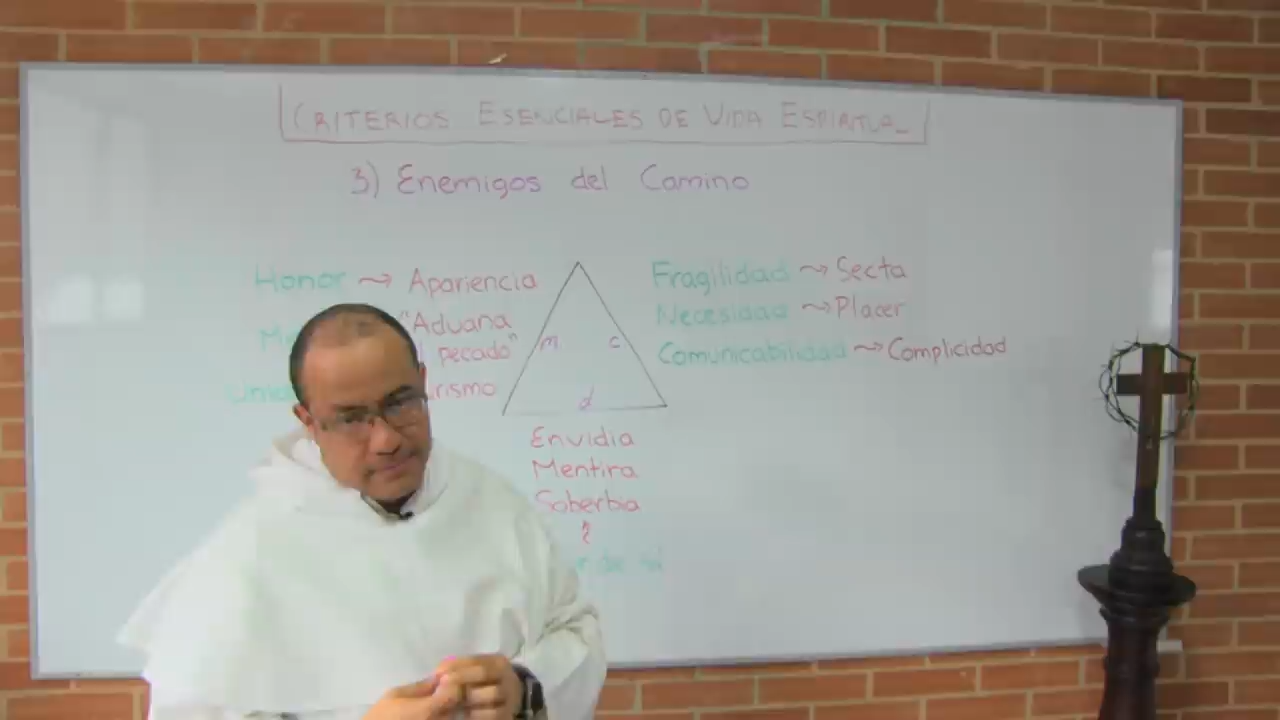 CRITERIOS ESENCIALES DE VIDA ESPIRITUAL
3) Enemigos del Camino
Honor ⤳ Apariencia
"Aduana
pecado"
m
c
d
Fragilidad ⤳ Secta
Necesidad ⤳ Placer
Comunicabilidad ⤳ Complicidad
Envidia
Mentira
Soberbia